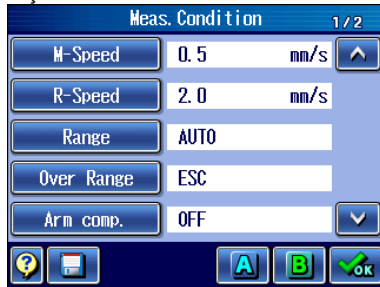 Meas.Condition 1/2
M-Speed 0.5 mm/s
R-Speed 2.0 mm/s
Range AUTO
Over Range ESC
Arm comp. OFF
? A B OK